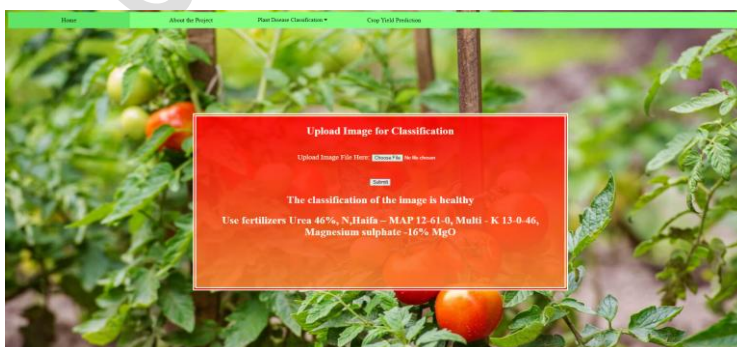 Home
About the Project
Plant Disease Classification
Crop Yield Prediction
Upload Image for Classification
Upload Image File Here: Choose File No file chosen
Submit
The classification of the image is healthy
Use fertilizers Urea 46%, N,Haifa – MAP 12-61-0, Multi - K 13-0-46,
Magnesium sulphate -16% MgO